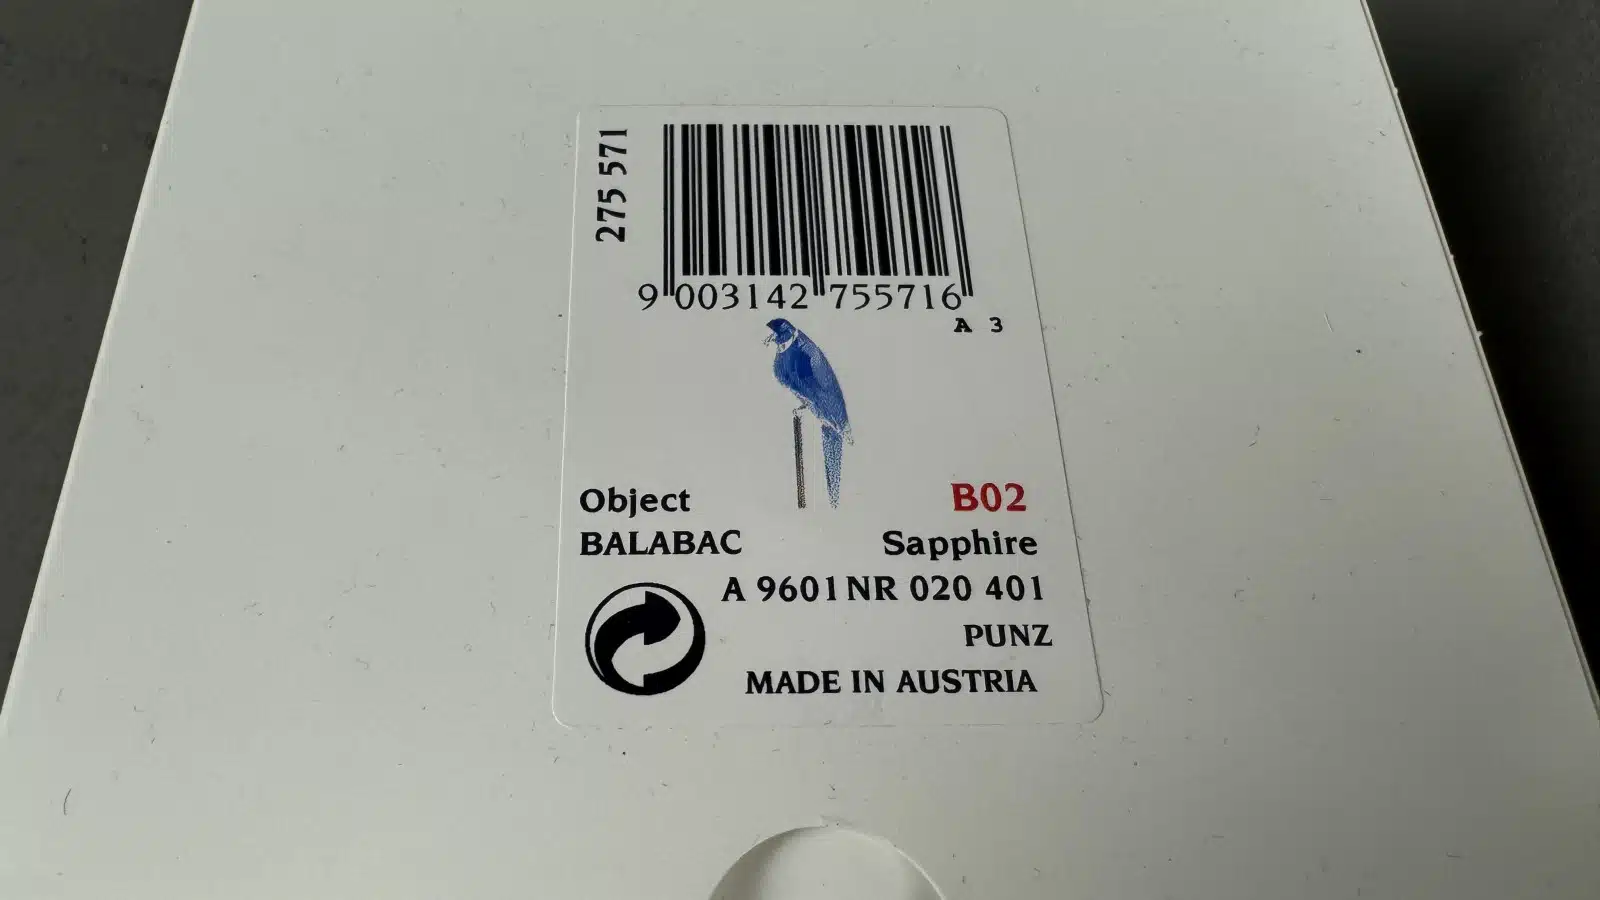 275 571
9 003142 755716
A 3
Object B02
BALABAC Sapphire
A 9601 NR 020 401
PUNZ
MADE IN AUSTRIA